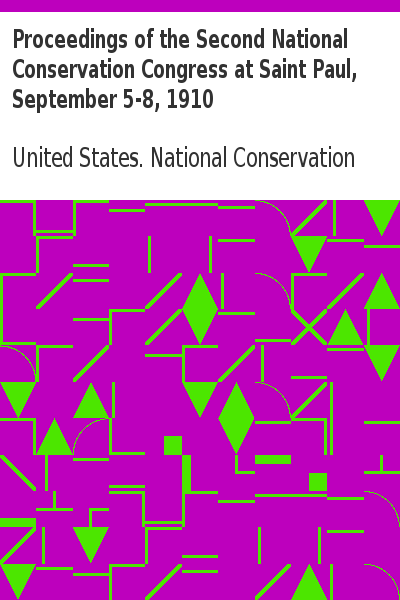 Proceedings of the Second National
Conservation Congress at Saint Paul,
September 5-8, 1910
United States. National Conservation